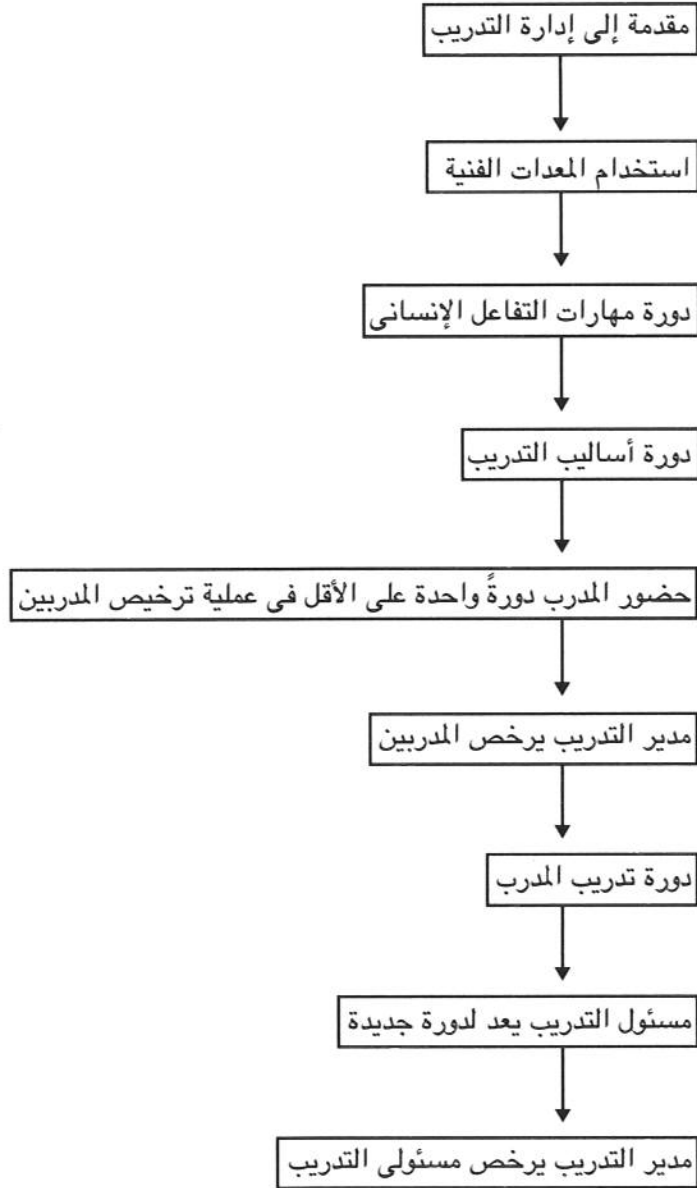 مقدمة إلى إدارة التدريب
استخدام المعدات الفنية
دورة مهارات التفاعل الإنسانى
دورة أساليب التدريب
حضور المدرب دورةً واحدة على الأقل فى عملية ترخيص المدربين
مدير التدريب يرخص المدربين
دورة تدريب المدرب
مسئول التدريب يعد لدورة جديدة
مدير التدريب يرخص مسئولى التدريب